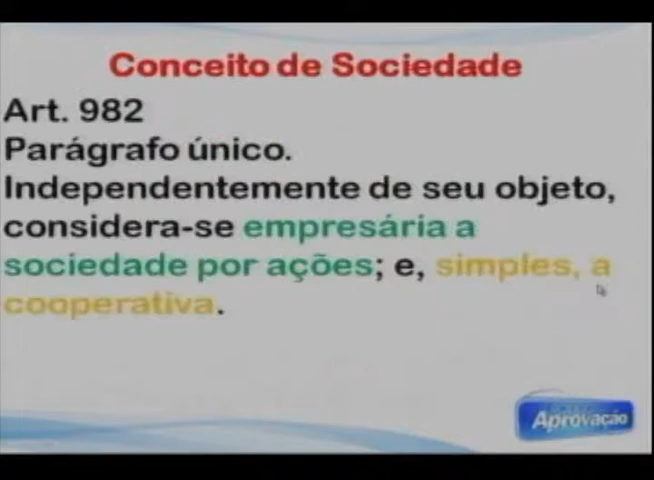 Conceito de Sociedade
Art. 982
Parágrafo único.
Independentemente de seu objeto,
considera-se empresária a
sociedade por ações; e, simples, a
cooperativa.
Aprovação